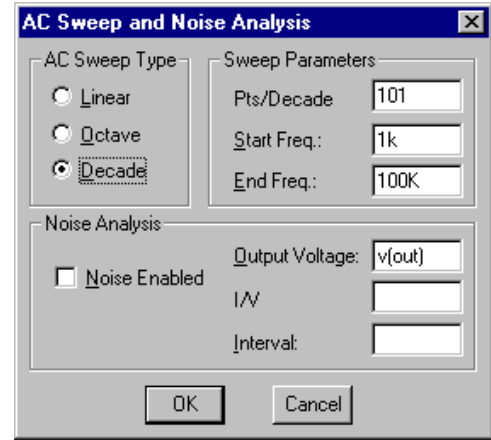 AC Sweep and Noise Analysis
AC Sweep Type
Linear
Octave
Decade
Sweep Parameters
Pts/Decade 101
Start Freq.: 1k
End Freq.: 100K
Noise Analysis
Noise Enabled
Output Voltage: v(out)
I/V
Interval:
OK Cancel